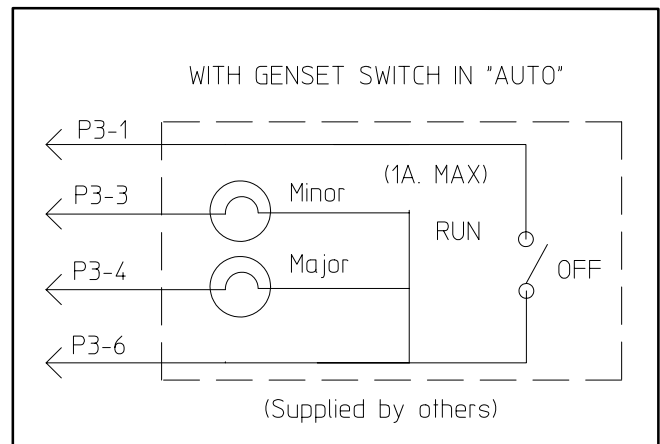 WITH GENSET SWITCH IN "AUTO"
P3-1
(1A. MAX)
P3-3
Minor
RUN
P3-4
Major
OFF
P3-6
(Supplied by others)